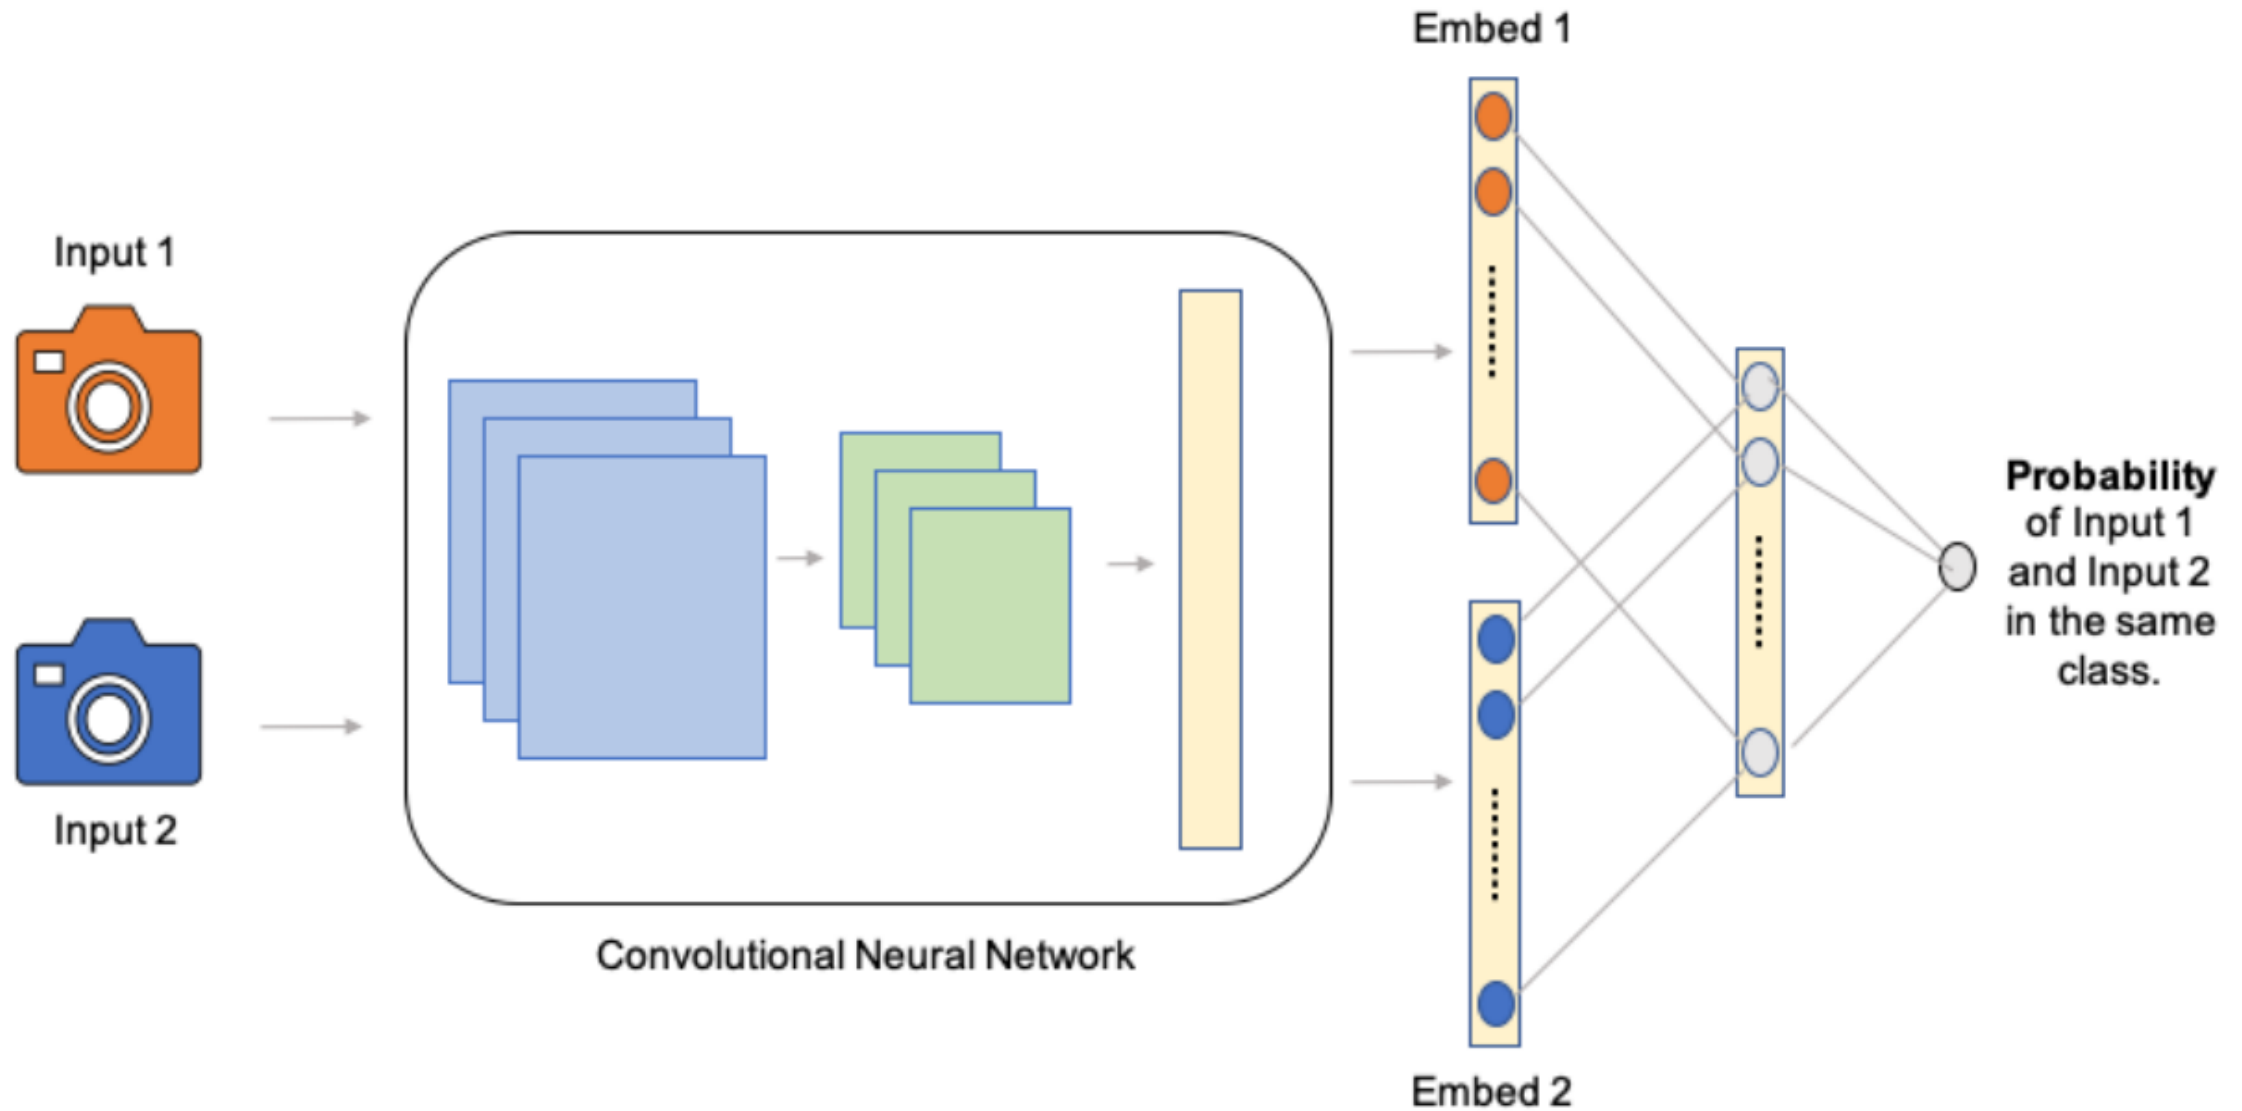 Embed 1
Input 1
Input 2
Convolutional Neural Network
Embed 2
Probability
of Input 1
and Input 2
in the same
class.